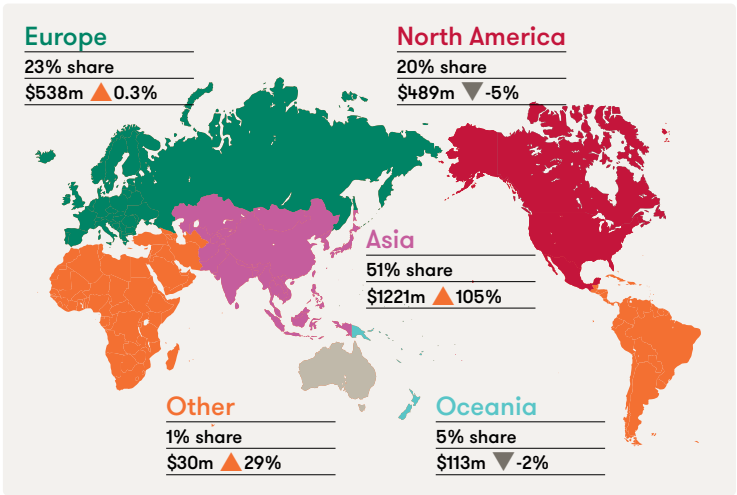 Europe
23% share
$538m ▲ 0.3%
North America
20% share
$489m ▼ -5%
Asia
51% share
$1221m ▲ 105%
Other
1% share
$30m ▲ 29%
Oceania
5% share
$113m ▼ -2%